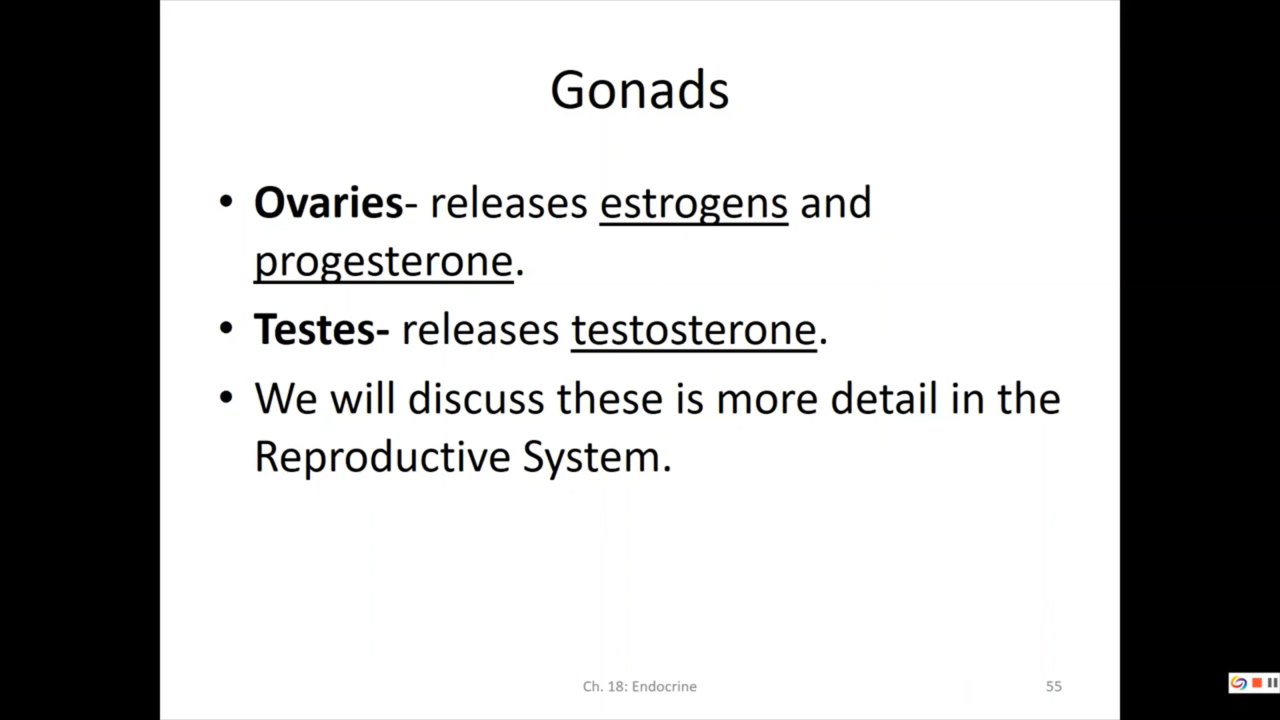 Gonads
• Ovaries- releases estrogens and
progesterone.
• Testes- releases testosterone.
• We will discuss these is more detail in the
Reproductive System.
Ch. 18: Endocrine
55